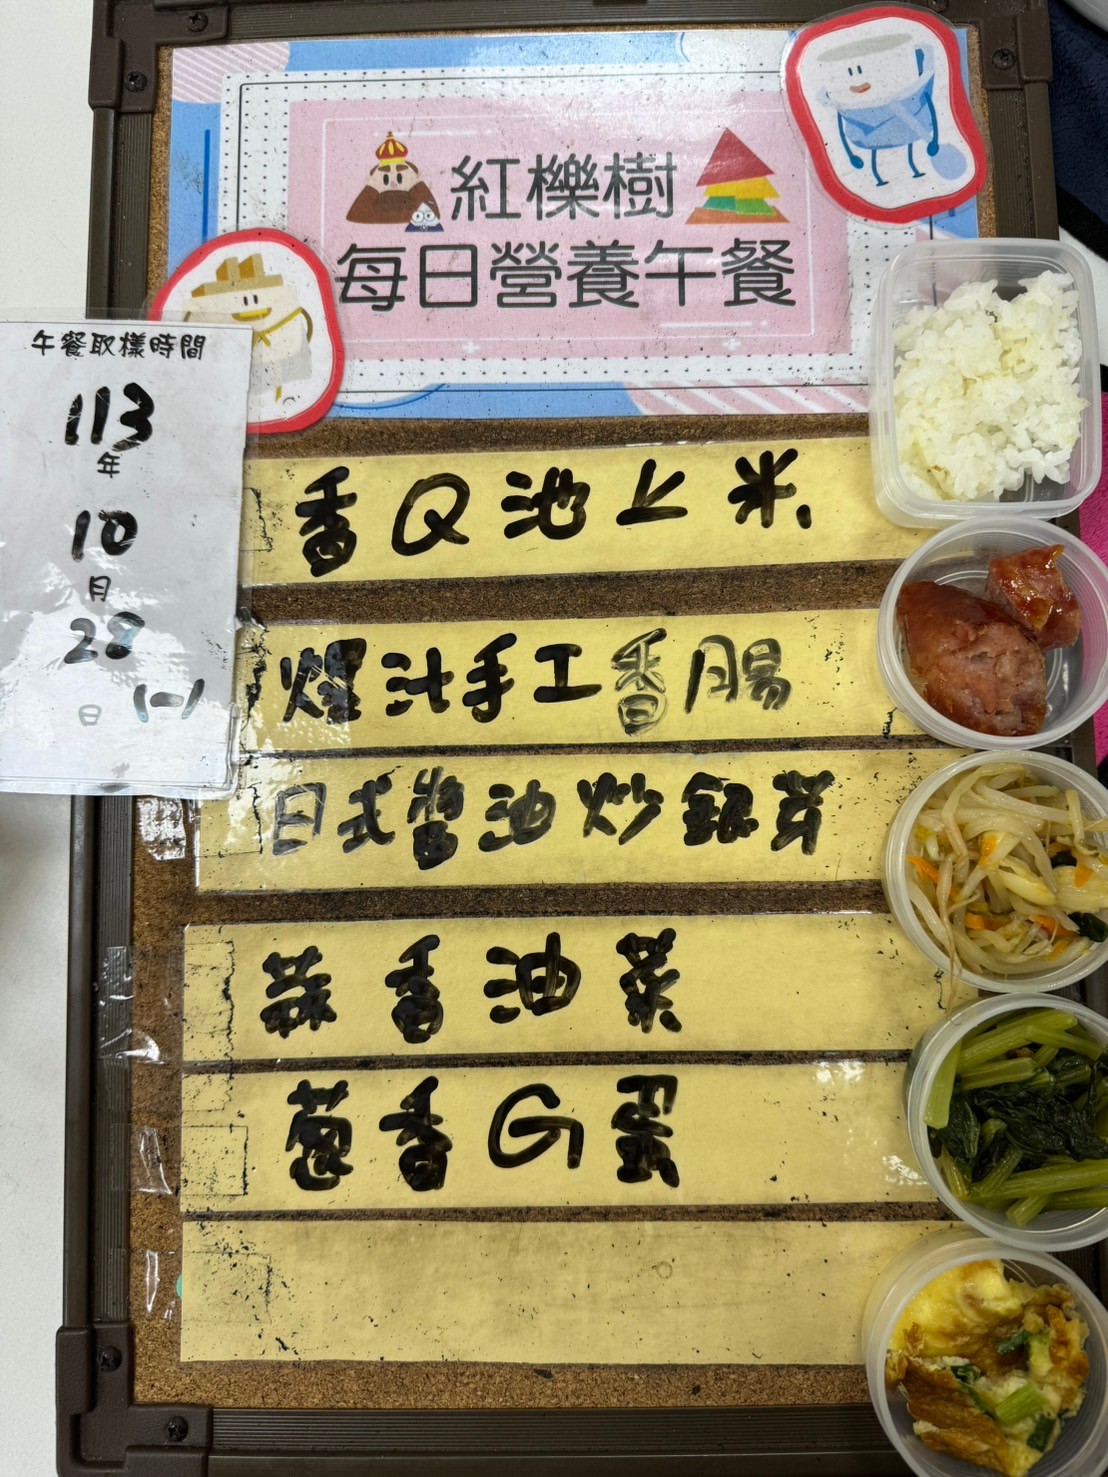 紅櫟樹
每日營養午餐
午餐取樣時間
113
年
10
月
28
日 (一)
香Q池上米
爆汁手工香腸
日式醬油炒銀芽
蒜香油菜
蔥香G蛋